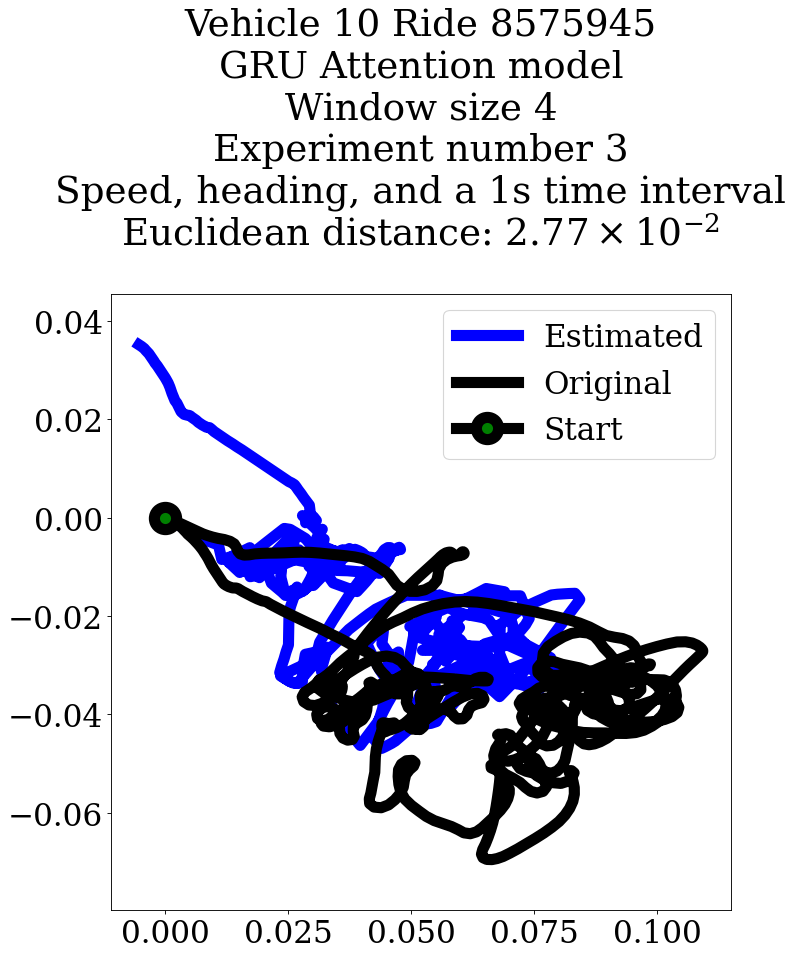 Vehicle 10 Ride 8575945
GRU Attention model
Window size 4
Experiment number 3
Speed, heading, and a 1s time interval
Euclidean distance: 2.77 × 10⁻²
Estimated
Original
Start
0.04
0.02
0.00
−0.02
−0.04
−0.06
0.000 0.025 0.050 0.075 0.100